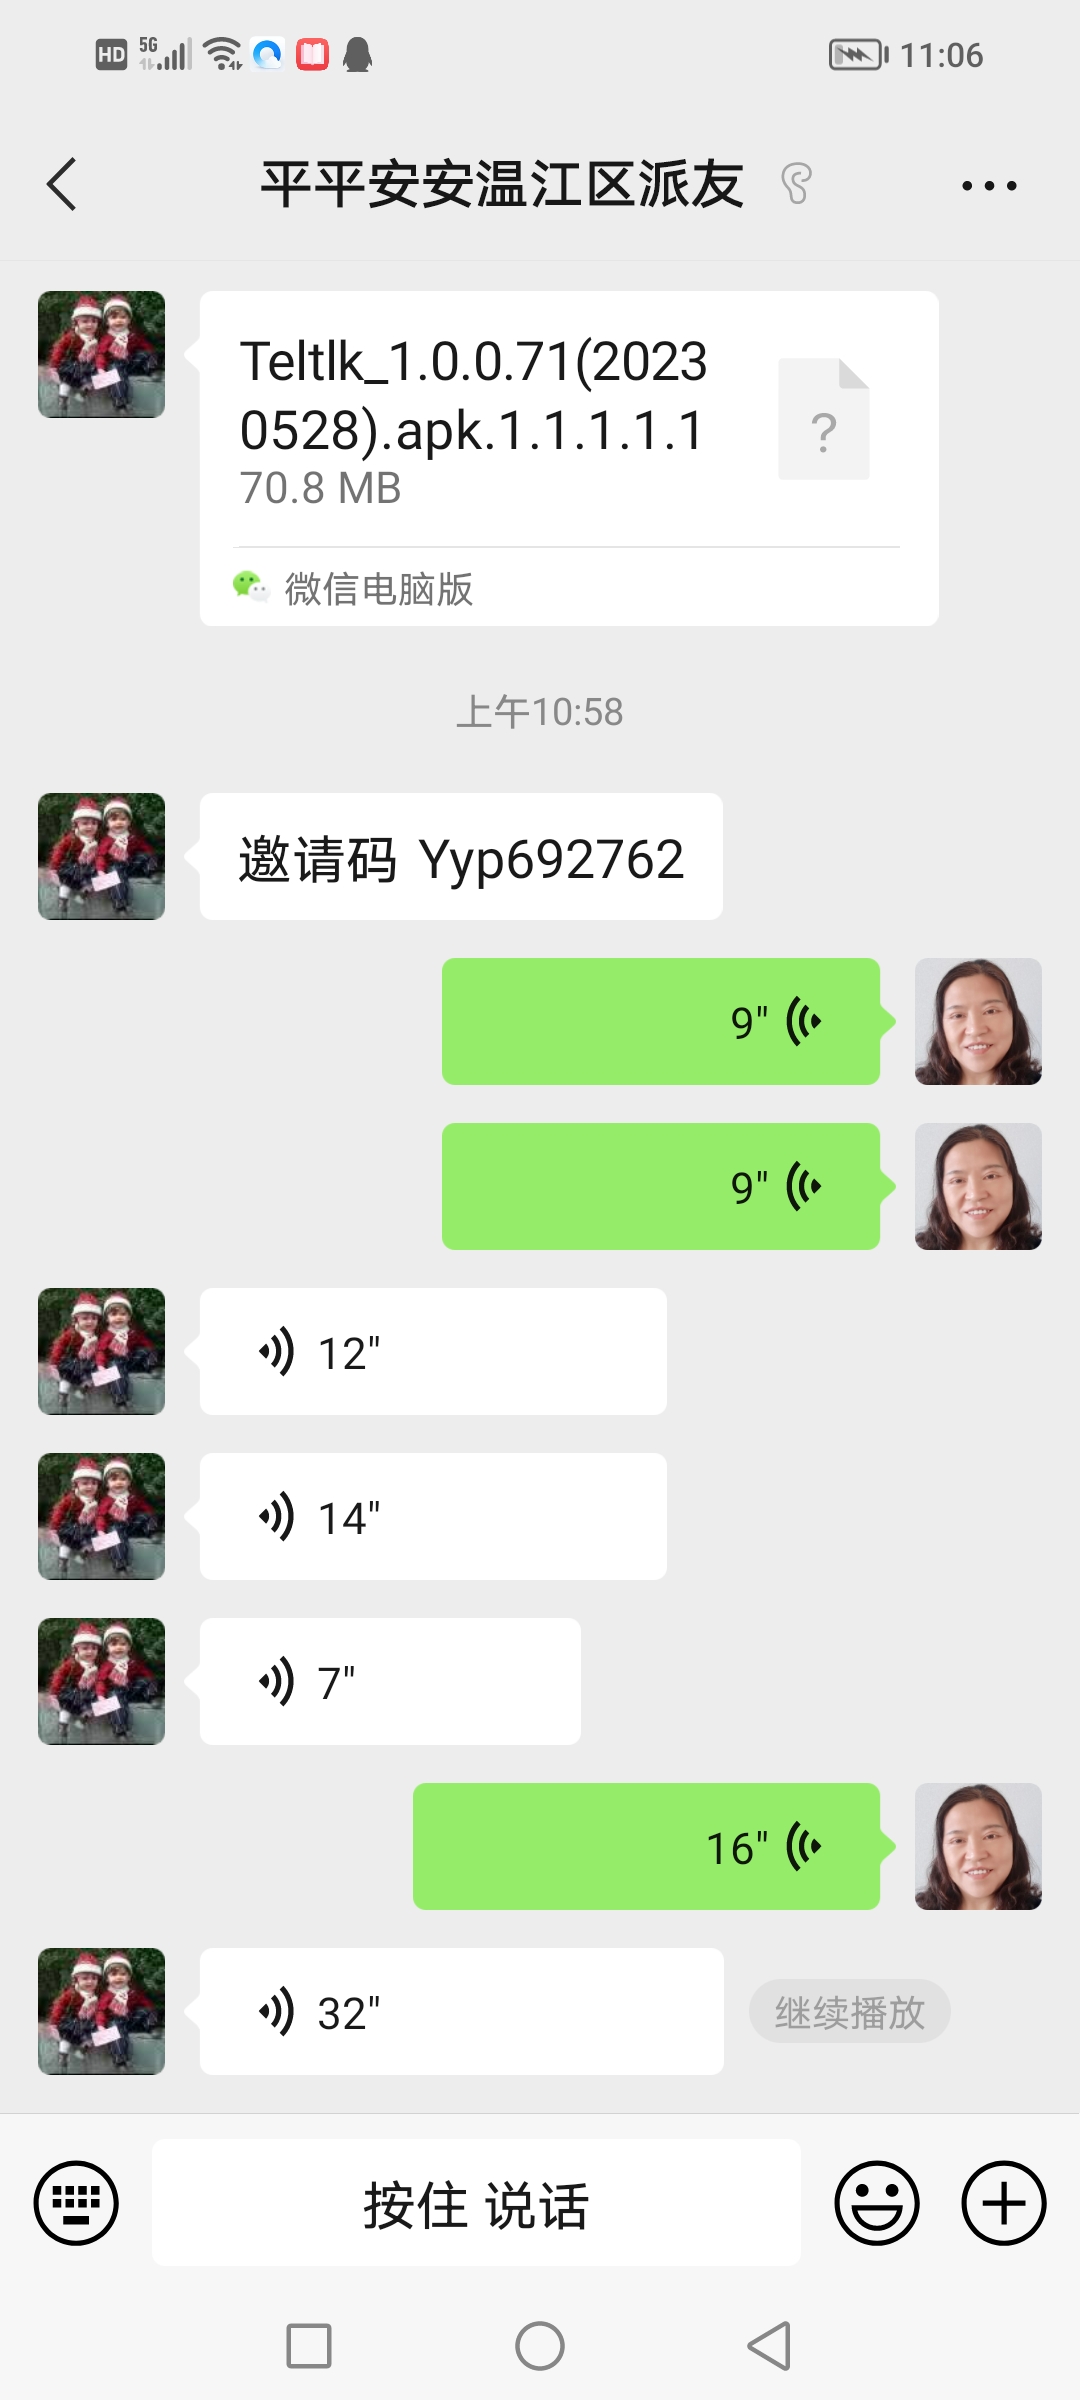 HD 5G 11:06
平平安安温江区派友
Teltlk_1.0.0.71(2023
0528).apk.1.1.1.1.1
?
70.8 MB
微信电脑版
上午10:58
邀请码 Yyp692762
9"
9"
12"
14"
7"
16"
32"
继续播放
按住 说话